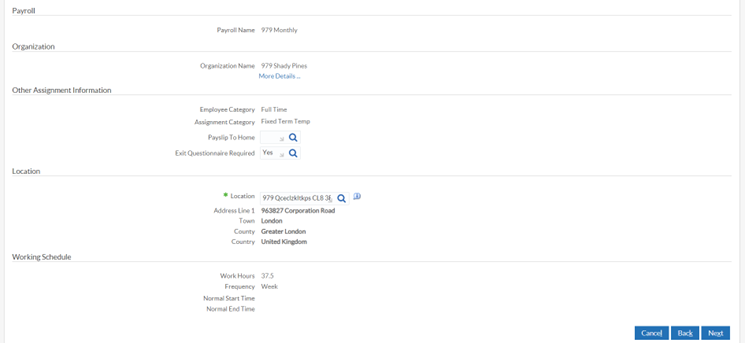 Payroll
Payroll Name 979 Monthly
Organization
Organization Name 979 Shady Pines
More Details...
Other Assignment Information
Employee Category Full Time
Assignment Category Fixed Term Temp
Payslip To Home
Exit Questionnaire Required Yes
Location
* Location 979 Qceclzkltkps CL8
Address Line 1 963827 Corporation Road
Town London
County Greater London
Country United Kingdom
Working Schedule
Work Hours 37.5
Frequency Week
Normal Start Time
Normal End Time
Cancel Back Next